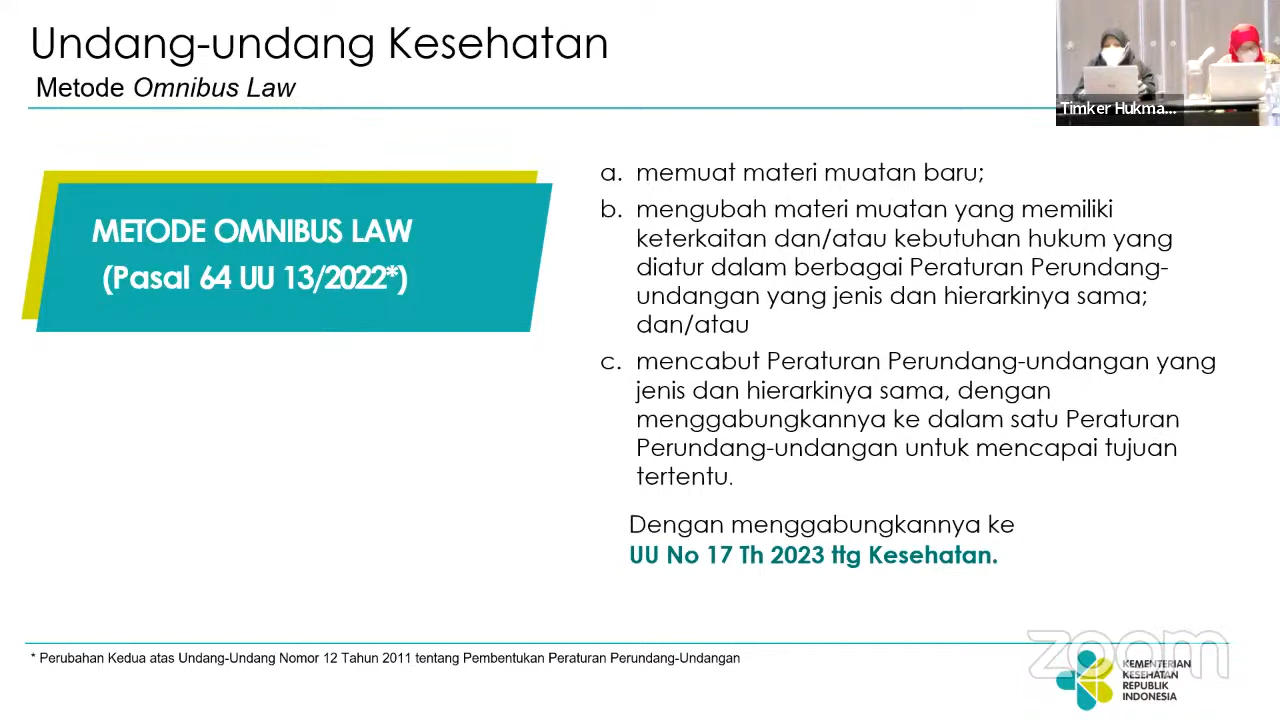 Undang-undang Kesehatan
Metode Omnibus Law
Timker Hukma...
METODE OMNIBUS LAW
(Pasal 64 UU 13/2022*)
a. memuat materi muatan baru;
b. mengubah materi muatan yang memiliki
keterkaitan dan/atau kebutuhan hukum yang
diatur dalam berbagai Peraturan Perundang-
undangan yang jenis dan hierarkinya sama;
dan/atau
c. mencabut Peraturan Perundang-undangan yang
jenis dan hierarkinya sama, dengan
menggabungkannya ke dalam satu Peraturan
Perundang-undangan untuk mencapai tujuan
tertentu.
Dengan menggabungkannya ke
UU No 17 Th 2023 ttg Kesehatan.
* Perubahan Kedua atas Undang-Undang Nomor 12 Tahun 2011 tentang Pembentukan Peraturan Perundang-Undangan
zoom
KEMENTERIAN
KESEHATAN
REPUBLIK
INDONESIA